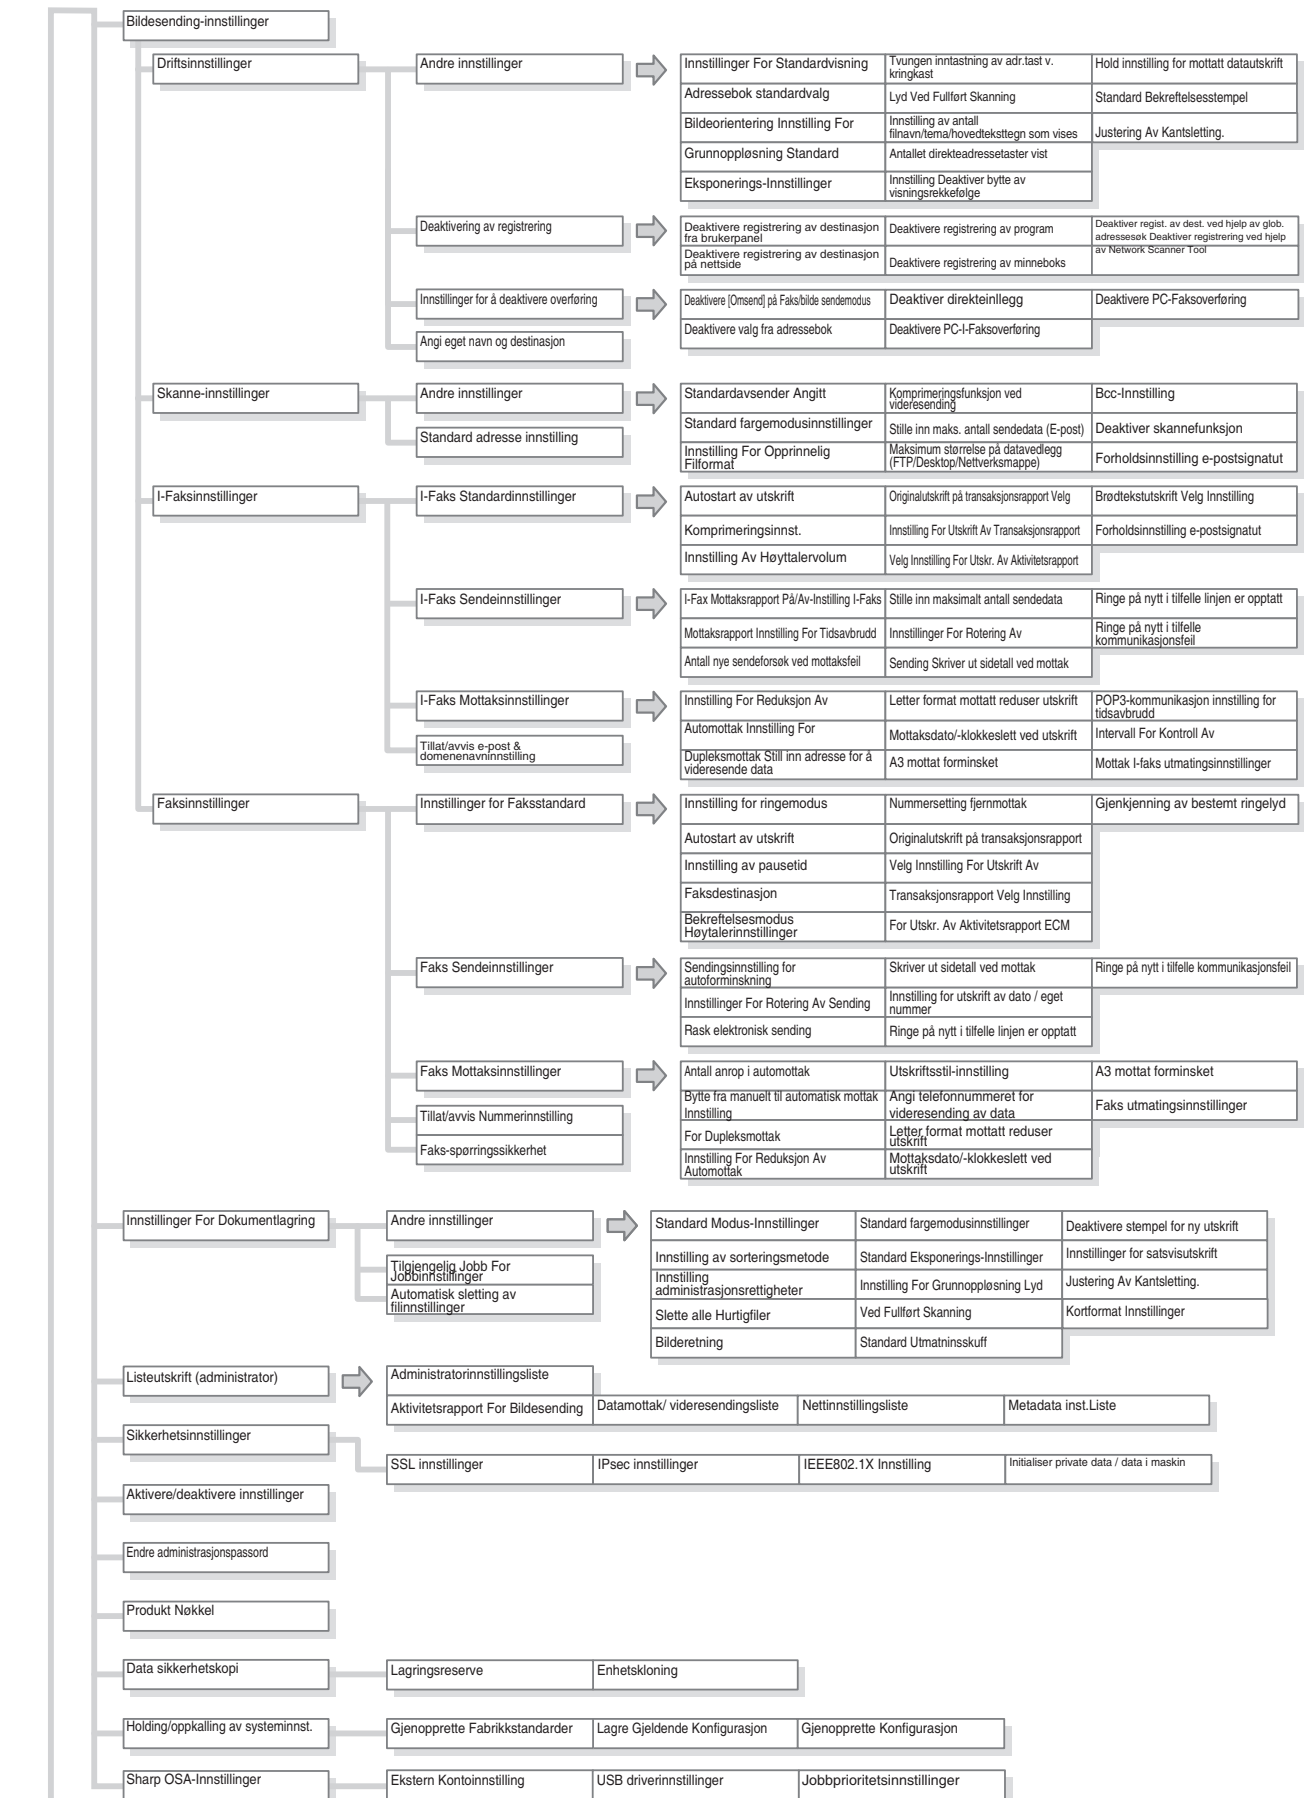 Bildesending-innstillinger
Driftsinnstillinger
Andre innstillinger
Innstillinger For Standardvisning
Tvungen inntastning av adr.tast v.
kringkast
Hold innstilling for mottatt datautskrift
Adressebok standardvalg
Lyd Ved Fullført Skanning
Standard Bekreftelsesstempel
Bildeorientering Innstilling For
Innstilling av antall
filnavn/tema/hovedteksttegn som vises
Justering Av Kantsletting.
Grunnoppløsning Standard
Antallet direkteadressetaster vist
Eksponerings-Innstillinger
Innstilling Deaktiver bytte av
visningsrekkefølge
Deaktivering av registrering
Deaktivere registrering av destinasjon
fra brukerpanel
Deaktivere registrering av program
Deaktiver regist. av dest. ved hjelp av glob.
adressesøk Deaktiver registrering ved hjelp
av Network Scanner Tool
Deaktivere registrering av destinasjon
på nettside
Deaktivere registrering av minneboks
Innstillinger for å deaktivere overføring
Deaktivere [Omsend] på Faks/bilde sendemodus
Deaktiver direkteinllegg
Deaktivere PC-Faksoverføring
Deaktivere valg fra adressebok
Deaktivere PC-I-Faksoverføring
Angi eget navn og destinasjon
Skanne-innstillinger
Andre innstillinger
Standardavsender Angitt
Komprimeringsfunksjon ved
videresending
Bcc-Innstilling
Standard fargemodusinnstillinger
Stille inn maks. antall sendedata (E-post)
Deaktiver skannefunksjon
Standard adresse innstilling
Innstilling For Opprinnelig
Filformat
Maksimum størrelse på datavedlegg
(FTP/Desktop/Nettverksmappe)
Forholdsinnstilling e-postsignatut
I-Faksinnstillinger
I-Faks Standardinnstillinger
Autostart av utskrift
Originalutskrift på transaksjonsrapport Velg
Brødtekstutskrift Velg Innstilling
Komprimeringsinnst.
Innstilling For Utskrift Av Transaksjonsrapport
Forholdsinnstilling e-postsignatut
Innstilling Av Høyttalervolum
Velg Innstilling For Utskr. Av Aktivitetsrapport
I-Faks Sendeinnstillinger
I-Fax Mottaksrapport På/Av-Instilling I-Faks
Stille inn maksimalt antall sendedata
Ringe på nytt i tilfelle linjen er opptatt
Mottaksrapport Innstilling For Tidsavbrudd
Innstillinger For Rotering Av
Ringe på nytt i tilfelle
kommunikasjonsfeil
Antall nye sendeforsøk ved mottaksfeil
Sending Skriver ut sidetall ved mottak
I-Faks Mottaksinnstillinger
Innstilling For Reduksjon Av
Letter format mottatt reduser utskrift
POP3-kommunikasjon innstilling for
tidsavbrudd
Automottak Innstilling For
Mottaksdato/-klokkeslett ved utskrift
Intervall For Kontroll Av
Tillat/avvis e-post &
domenenavninnstilling
Dupleksmottak Still inn adresse for å
videresende data
A3 mottat forminsket
Mottak I-faks utmatingsinnstillinger
Faksinnstillinger
Innstillinger for Faksstandard
Innstilling for ringemodus
Nummersetting fjernmottak
Gjenkjenning av bestemt ringelyd
Autostart av utskrift
Originalutskrift på transaksjonsrapport
Innstilling av pausetid
Velg Innstilling For Utskrift Av
Faksdestinasjon
Transaksjonsrapport Velg Innstilling
Bekreftelsesmodus
Høytalerinnstillinger
For Utskr. Av Aktivitetsrapport ECM
Faks Sendeinnstillinger
Sendingsinnstilling for
autoforminskning
Skriver ut sidetall ved mottak
Ringe på nytt i tilfelle kommunikasjonsfeil
Innstillinger For Rotering Av Sending
Innstilling for utskrift av dato / eget
nummer
Rask elektronisk sending
Ringe på nytt i tilfelle linjen er opptatt
Faks Mottaksinnstillinger
Antall anrop i automottak
Utskriftsstil-innstilling
A3 mottat forminsket
Tillat/avvis Nummerinnstilling
Bytte fra manuelt til automatisk mottak
Innstilling
Angi telefonnummeret for
videresending av data
Faks utmatingsinnstillinger
Faks-spørringssikkerhet
For Dupleksmottak
Letter format mottatt reduser
utskrift
Innstilling For Reduksjon Av
Automottak
Mottaksdato/-klokkeslett ved
utskrift
Innstillinger For Dokumentlagring
Andre innstillinger
Standard Modus-Innstillinger
Standard fargemodusinnstillinger
Deaktivere stempel for ny utskrift
Tilgjengelig Jobb For
Jobbinnstillinger
Innstilling av sorteringsmetode
Standard Eksponerings-Innstillinger
Innstillinger for satsvisutskrift
Automatisk sletting av
filinnstillinger
Innstilling
administrasjonsrettigheter
Innstilling For Grunnoppløsning Lyd
Justering Av Kantsletting.
Slette alle Hurtigfiler
Ved Fullført Skanning
Kortformat Innstillinger
Bilderetning
Standard Utmatninsskuff
Listeutskrift (administrator)
Administratorinnstillingsliste
Aktivitetsrapport For Bildesending
Datamottak/ videresendingsliste
Nettinnstillingsliste
Metadata inst.Liste
Sikkerhetsinnstillinger
SSL innstillinger
IPsec innstillinger
IEEE802.1X Innstilling
Initialiser private data / data i maskin
Aktivere/deaktivere innstillinger
Endre administrasjonspassord
Produkt Nøkkel
Data sikkerhetskopi
Lagringsreserve
Enhetskloning
Holding/oppkalling av systeminnst.
Gjenopprette Fabrikkstandarder
Lagre Gjeldende Konfigurasjon
Gjenopprette Konfigurasjon
Sharp OSA-Innstillinger
Ekstern Kontoinnstilling
USB driverinnstillinger
Jobbprioritetsinnstillinger